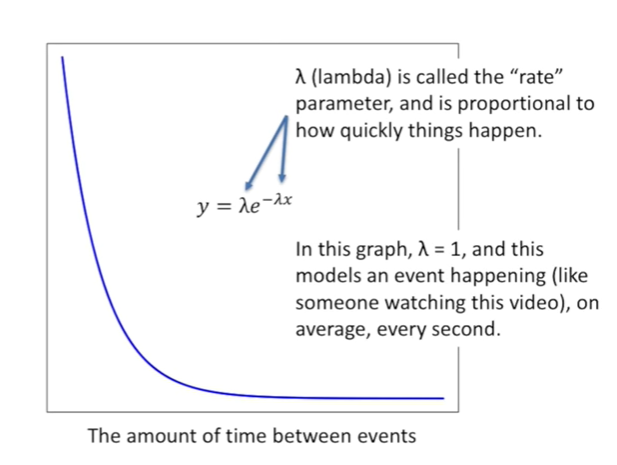 λ (lambda) is called the “rate”
parameter, and is proportional to
how quickly things happen.
y = λe^{−λx}
In this graph, λ = 1, and this
models an event happening (like
someone watching this video), on
average, every second.
The amount of time between events